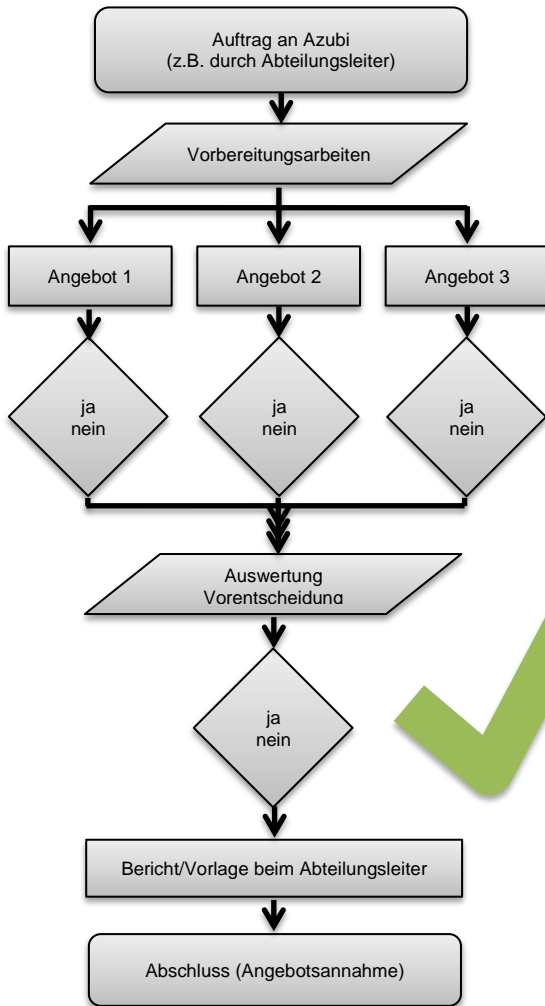 Auftrag an Azubi
(z.B. durch Abteilungsleiter)
Vorbereitungsarbeiten
Angebot 1
Angebot 2
Angebot 3
ja
nein
ja
nein
ja
nein
Auswertung
Vorentscheidung
ja
nein
Bericht/Vorlage beim Abteilungsleiter
Abschluss (Angebotsannahme)